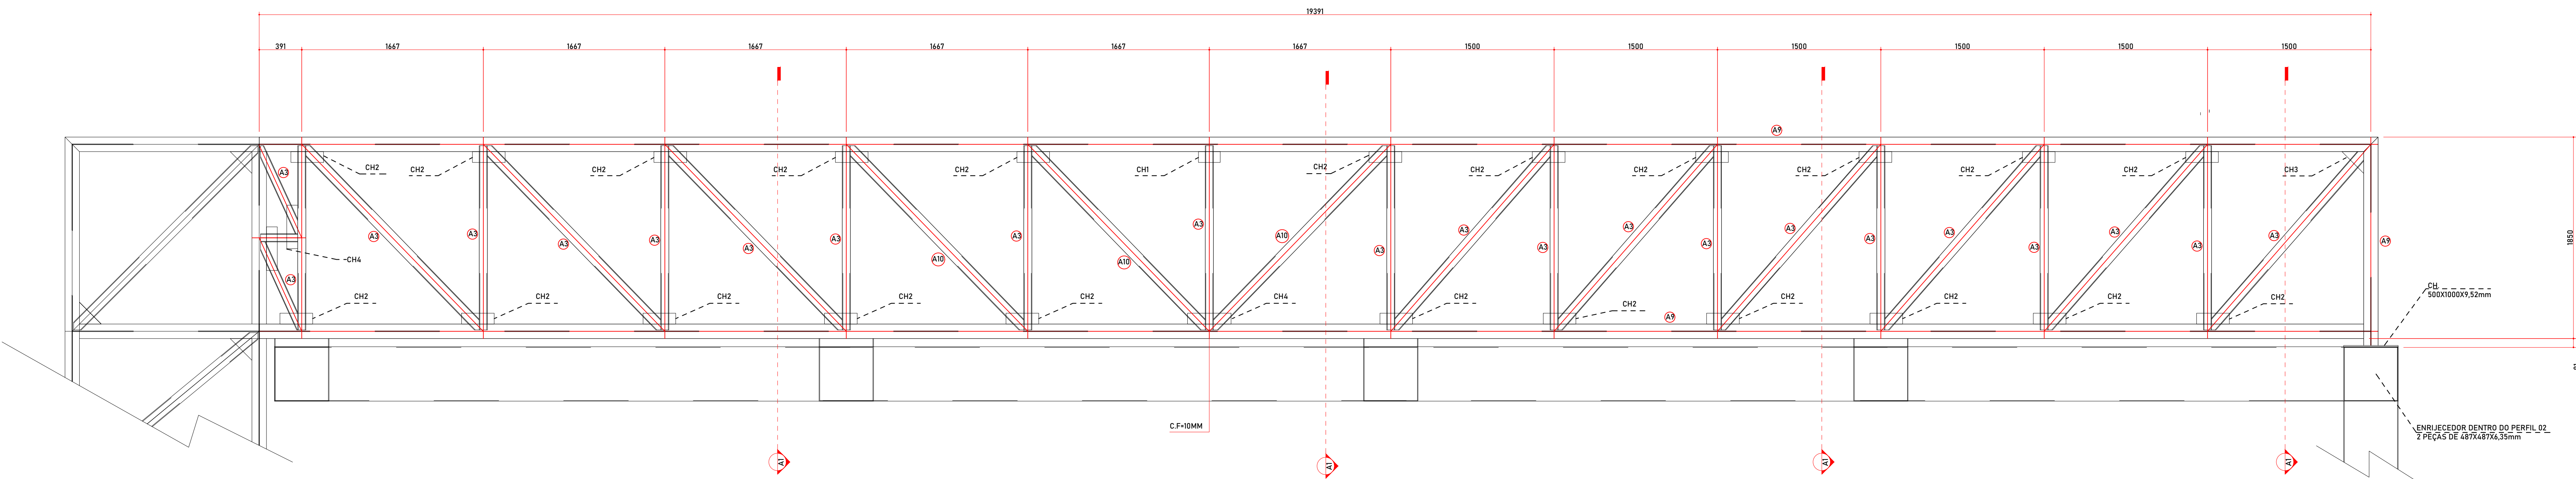 19391
391 1667 1667 1667 1667 1667 1667 1500 1500 1500 1500 1500 1500
A9
CH2 CH2 CH2 CH2 CH2 CH1 CH2 CH2 CH2 CH2 CH2 CH2 CH3
A3
A3 A3 A3 A3 A3 A3 A3 A3 A3 A10 A3 A3 A3 A3 A3 A3 A3 A3 A3 A3 A3 A3 A9
1850
-CH4
A10 A10
A3
CH
500X1000X9,52mm
CH2 CH2 CH2 CH2 CH2 CH4 CH2 CH2 CH2 CH2 CH2 CH2
A9
C.F=10MM
ENRIJECEDOR DENTRO DO PERFIL 02
2 PEÇAS DE 487X487X6,35mm
A1 A1 A1 A1